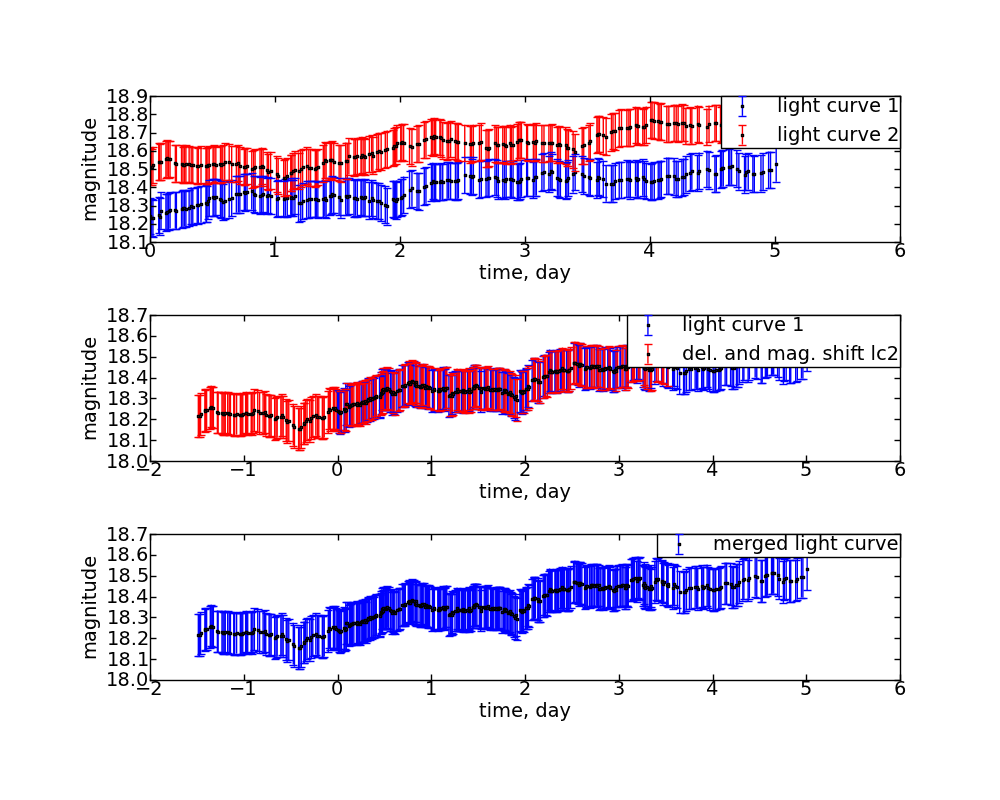 18.9
18.8
18.7
18.6
18.5
18.4
18.3
18.2
18.1
magnitude
light curve 1
light curve 2
0 1 2 3 4 5 6
time, day
18.7
18.6
18.5
18.4
18.3
18.2
18.1
18.0
magnitude
light curve 1
del. and mag. shift lc2
−2 −1 0 1 2 3 4 5 6
time, day
18.7
18.6
18.5
18.4
18.3
18.2
18.1
18.0
magnitude
merged light curve
−2 −1 0 1 2 3 4 5 6
time, day